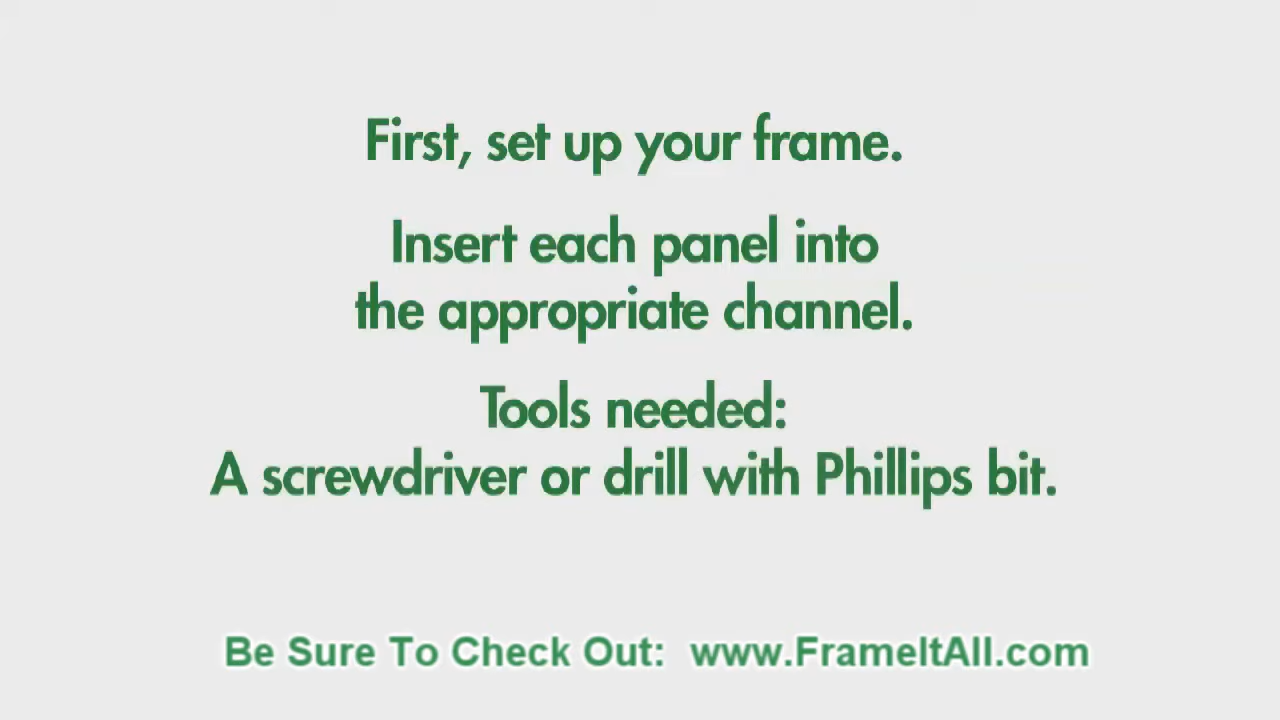 First, set up your frame.
Insert each panel into
the appropriate channel.
Tools needed:
A screwdriver or drill with Phillips bit.
Be Sure To Check Out: www.FrameItAll.com